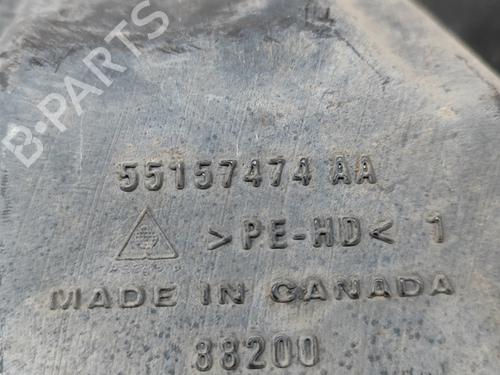 B-PARTS
55157474 AA
>PE-HD< 1
MADE IN CANADA
88200